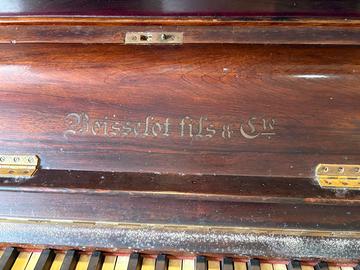 Boisselot fils & Cie